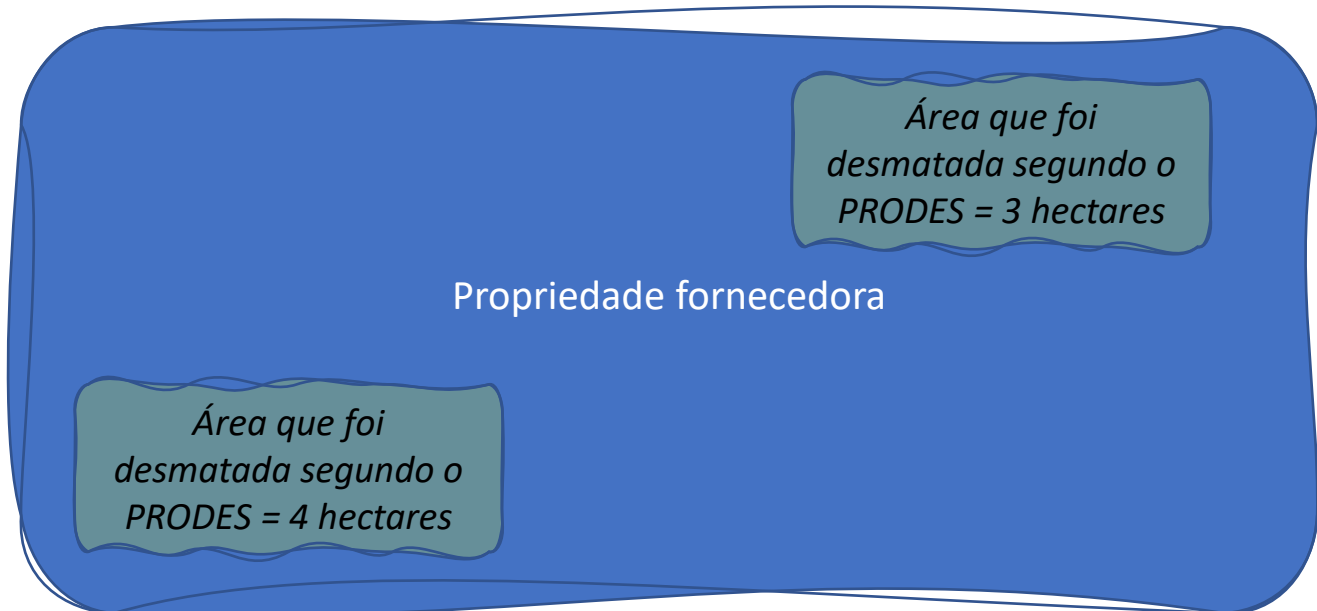 Área que foi
desmatada segundo o
PRODES = 3 hectares
Propriedade fornecedora
Área que foi
desmatada segundo o
PRODES = 4 hectares